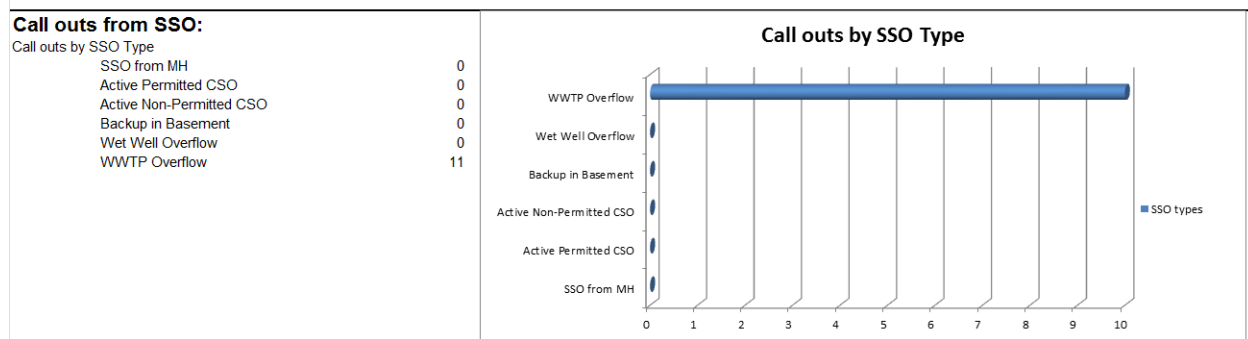 Call outs from SSO:
Call outs by SSO Type
SSO from MH 0
Active Permitted CSO 0
Active Non-Permitted CSO 0
Backup in Basement 0
Wet Well Overflow 0
WWTP Overflow 11
Call outs by SSO Type
WWTP Overflow
Wet Well Overflow
Backup in Basement
Active Non-Permitted CSO
Active Permitted CSO
SSO from MH
0 1 2 3 4 5 6 7 8 9 10
SSO types